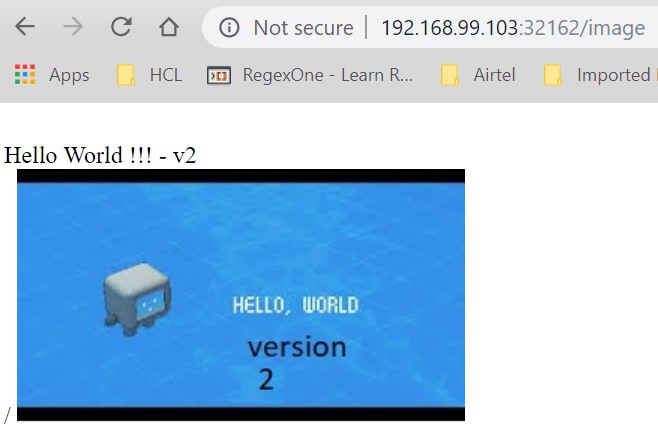 Not secure | 192.168.99.103:32162/image
Apps HCL RegexOne - Learn R... Airtel Imported
Hello World !!! - v2
HELLO, WORLD
version
2
/